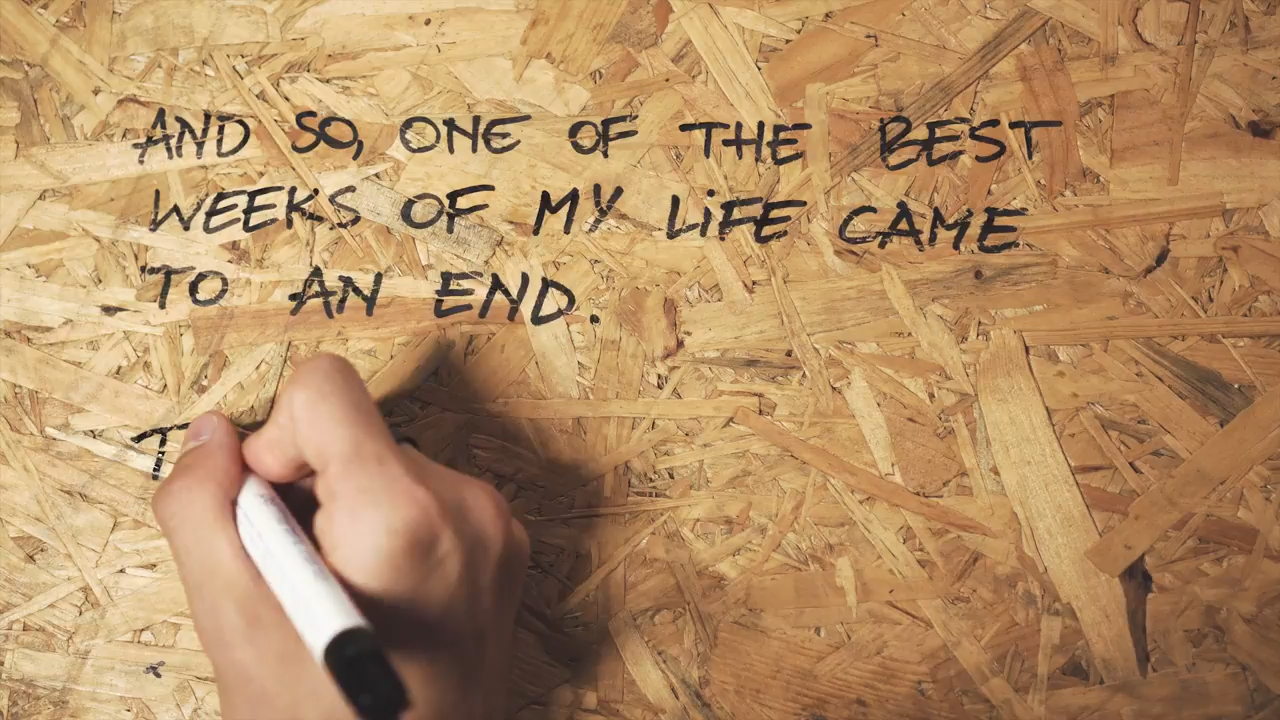 AND SO, ONE OF THE BEST
WEEKS OF MY LIFE CAME
TO AN END.
T